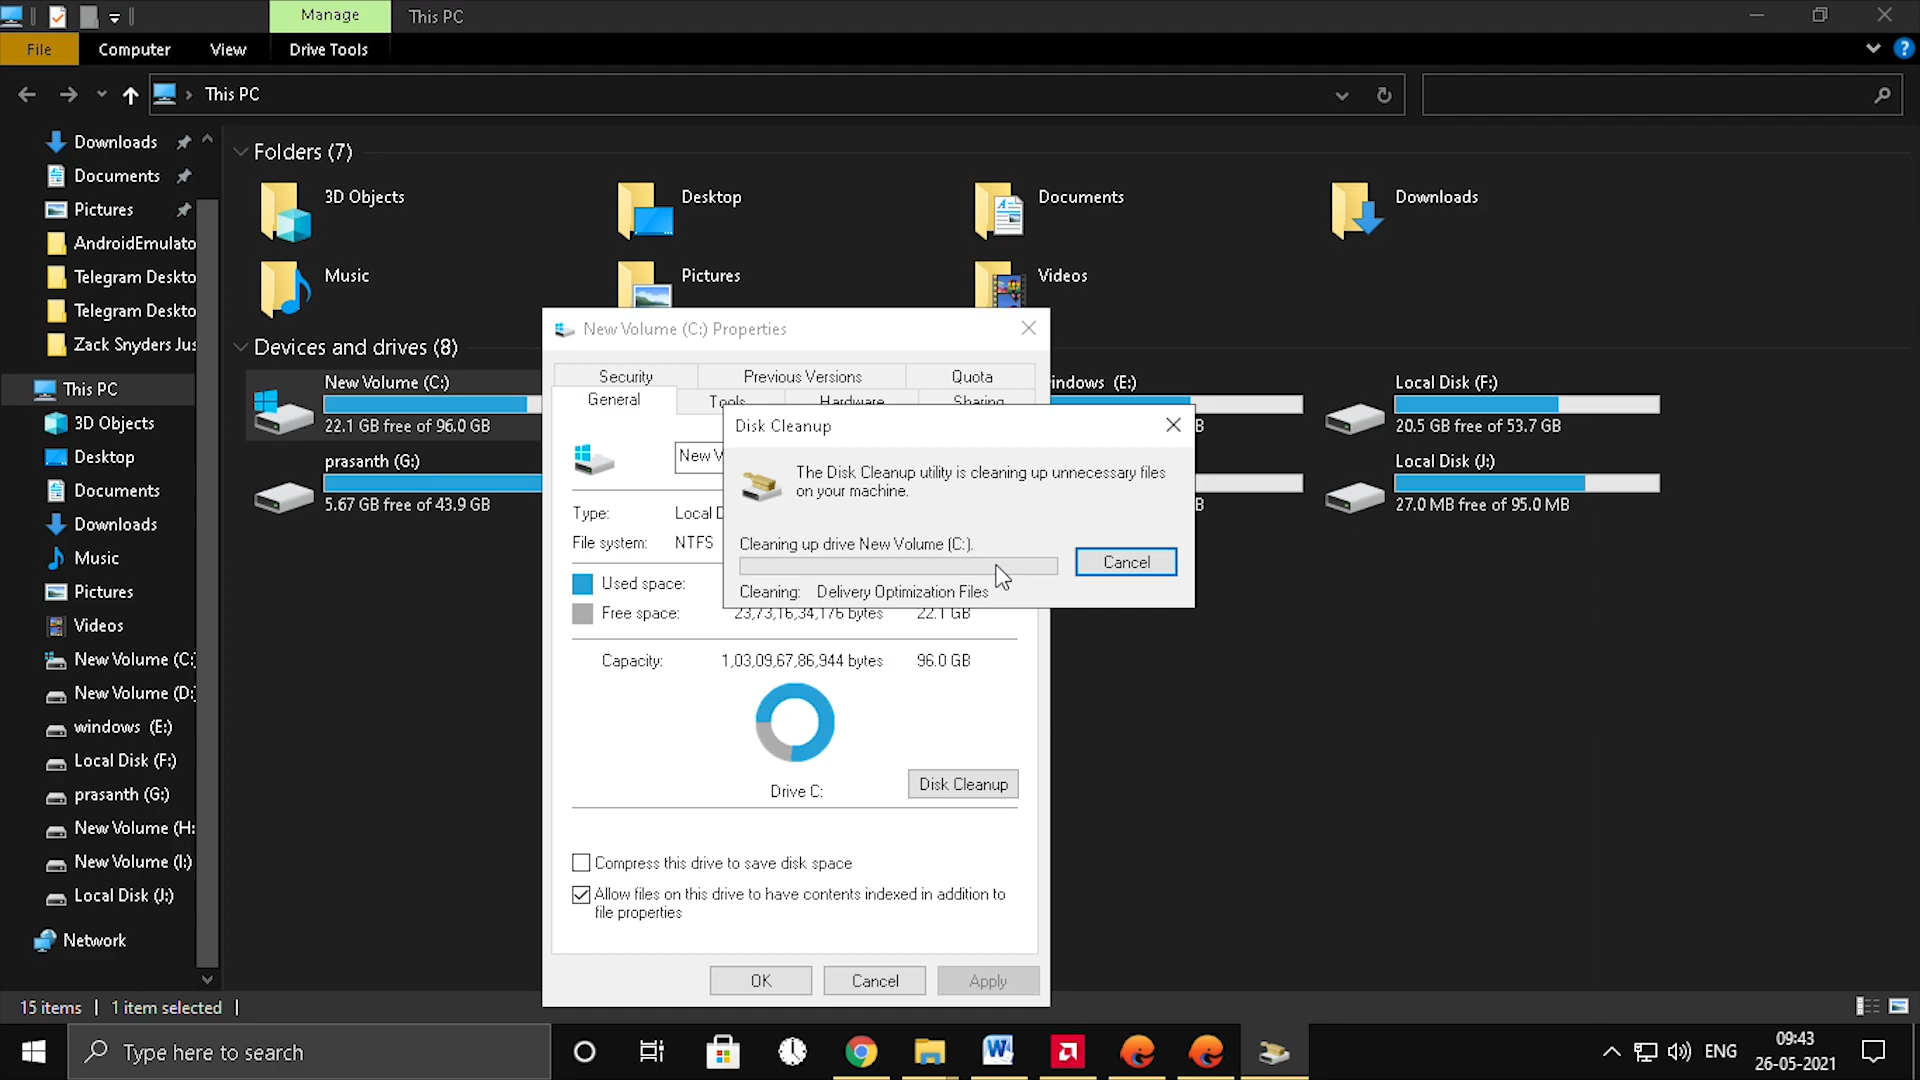 Manage
This PC
File
Computer
View
Drive Tools
This PC
Downloads
Documents
Pictures
AndroidEmulato
Telegram Deskto
Telegram Deskto
Zack Snyders Jus
This PC
3D Objects
Desktop
Documents
Downloads
Music
Pictures
Videos
New Volume (C:)
New Volume (D:)
windows (E:)
Local Disk (F:)
prasanth (G:)
New Volume (H:
New Volume (I:)
Local Disk (J:)
Network
Folders (7)
3D Objects
Desktop
Documents
Downloads
Music
Pictures
Videos
Devices and drives (8)
New Volume (C:)
22.1 GB free of 96.0 GB
indows (E:)
B
Local Disk (F:)
20.5 GB free of 53.7 GB
prasanth (G:)
5.67 GB free of 43.9 GB
B
Local Disk (J:)
27.0 MB free of 95.0 MB
New Volume (C:) Properties
Security
Previous Versions
Quota
General
Tools
Hardware
Sharing
New V
Type:
Local D
File system:
NTFS
Used space:
Free space:
23,73,16,34,176 bytes
22.1 GB
Capacity:
1,03,09,67,86,944 bytes
96.0 GB
Drive C:
Disk Cleanup
Compress this drive to save disk space
Allow files on this drive to have contents indexed in addition to
file properties
OK
Cancel
Apply
Disk Cleanup
The Disk Cleanup utility is cleaning up unnecessary files
on your machine.
Cleaning up drive New Volume (C:).
Cancel
Cleaning: Delivery Optimization Files
15 items
1 item selected
Type here to search
ENG
09:43
26-05-2021